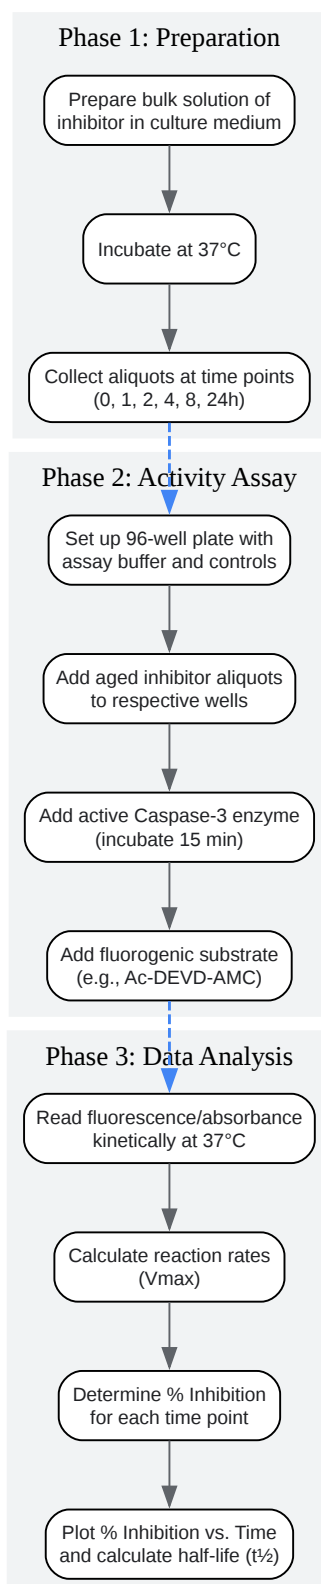 Phase 1: Preparation
Prepare bulk solution of
inhibitor in culture medium
Incubate at 37°C
Collect aliquots at time points
(0, 1, 2, 4, 8, 24h)
Phase 2: Activity Assay
Set up 96-well plate with
assay buffer and controls
Add aged inhibitor aliquots
to respective wells
Add active Caspase-3 enzyme
(incubate 15 min)
Add fluorogenic substrate
(e.g., Ac-DEVD-AMC)
Phase 3: Data Analysis
Read fluorescence/absorbance
kinetically at 37°C
Calculate reaction rates
(Vmax)
Determine % Inhibition
for each time point
Plot % Inhibition vs. Time
and calculate half-life (t½)